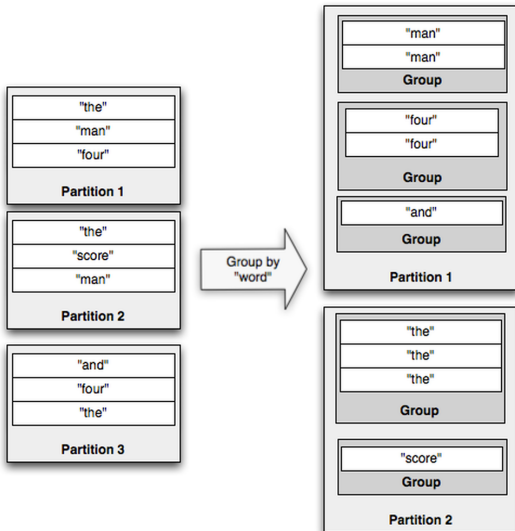 "the"
"man"
"four"
Partition 1
"the"
"score"
"man"
Partition 2
"and"
"four"
"the"
Partition 3
Group by
"word"
"man"
"man"
Group
"four"
"four"
Group
"and"
Group
Partition 1
"the"
"the"
"the"
Group
"score"
Group
Partition 2